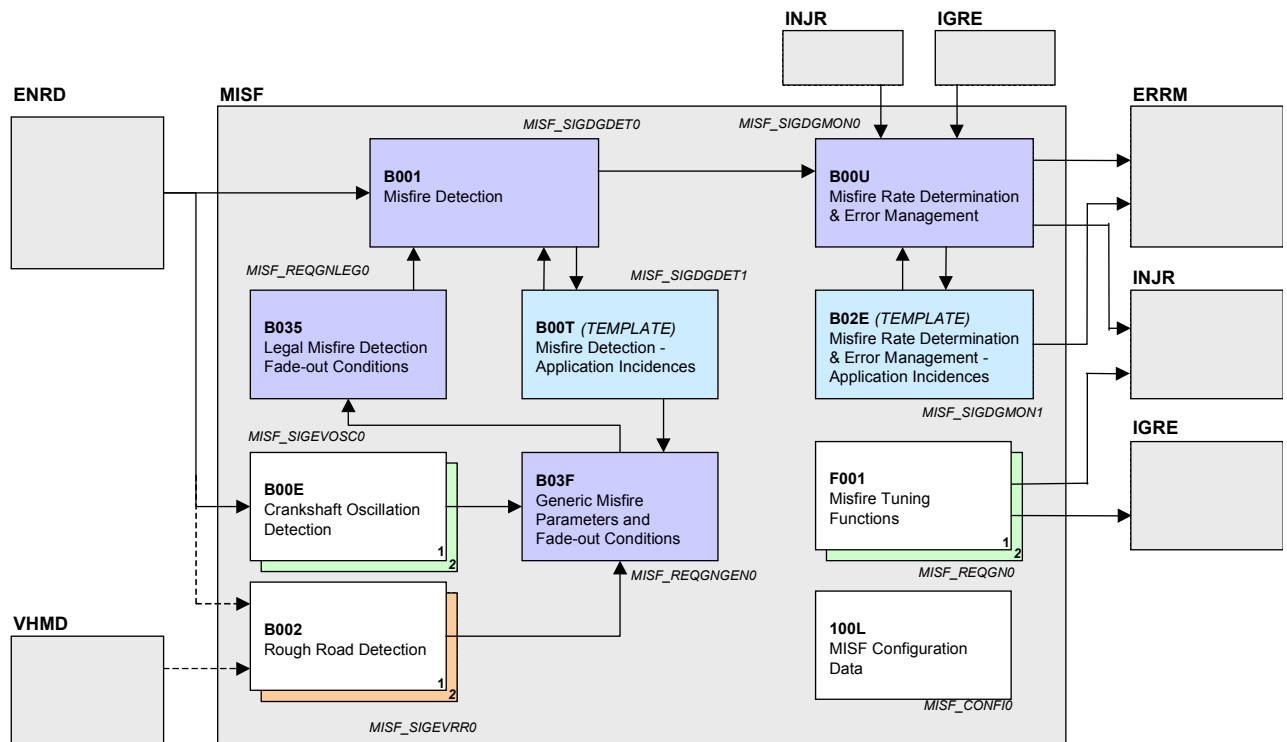 INJR
IGRE
ENRD
MISF
ERRM
MISF_SIGDGDET0
MISF_SIGDGMON0
B001
Misfire Detection
B00U
Misfire Rate Determination
& Error Management
MISF_REQGNLEG0
MISF_SIGDGDET1
INJR
B035
Legal Misfire Detection
Fade-out Conditions
B00T (TEMPLATE)
Misfire Detection -
Application Incidences
B02E (TEMPLATE)
Misfire Rate Determination
& Error Management -
Application Incidences
MISF_SIGDGMON1
IGRE
MISF_SIGEVOSC0
B00E
Crankshaft Oscillation
Detection
1
2
B03F
Generic Misfire
Parameters and
Fade-out Conditions
F001
Misfire Tuning
Functions
1
2
MISF_REQGNGEN0
MISF_REQGN0
VHMD
B002
Rough Road Detection
1
2
100L
MISF Configuration
Data
MISF_CONFI0
MISF_SIGEVRR0